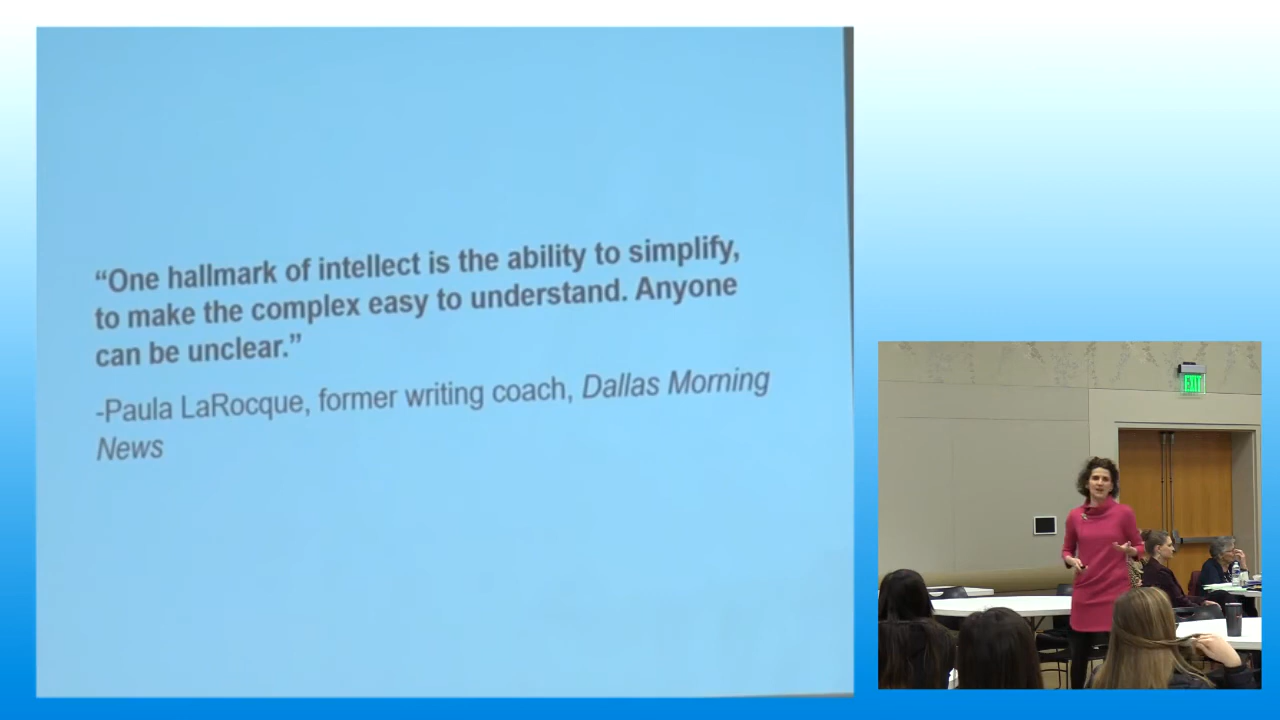 “One hallmark of intellect is the ability to simplify,
to make the complex easy to understand. Anyone
can be unclear.”
-Paula LaRocque, former writing coach, Dallas Morning
News
EXIT